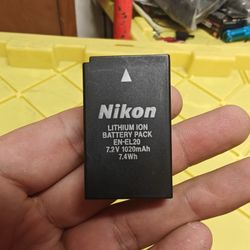 Nikon
LITHIUM ION
BATTERY PACK
EN-EL20
7.2V 1020mAh
7.4Wh